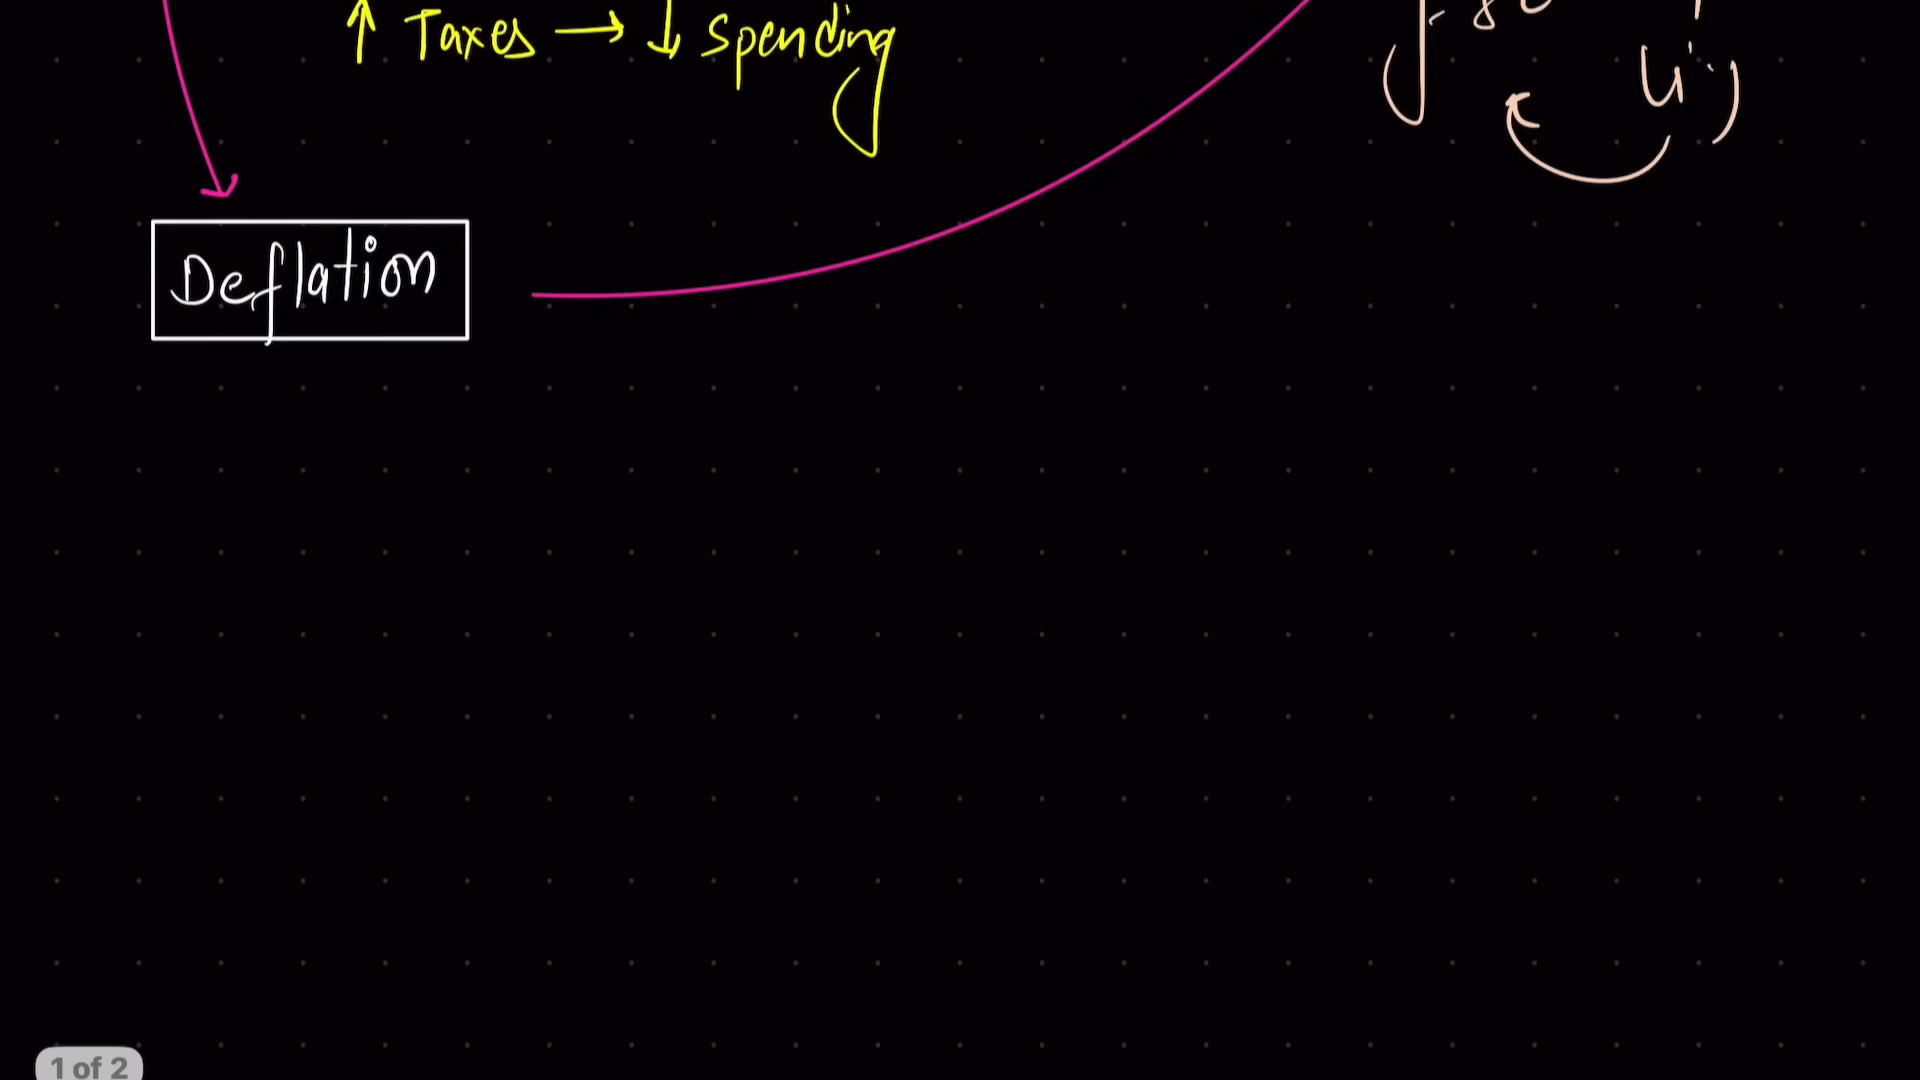 ↑ Taxes → ↓ spending
Deflation
1 of 2